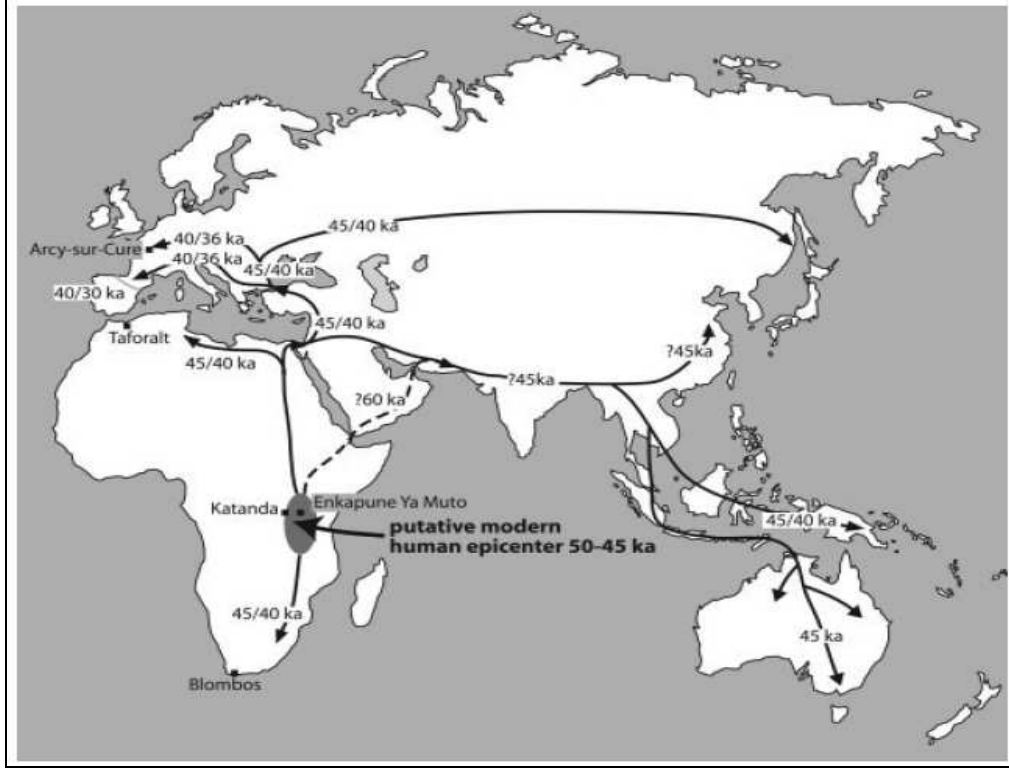 45/40 ka
40/36 ka
Arcy-sur-Cure
40/36 ka
45/40 ka
40/30 ka
45/40 ka
Taforalt
45/40 ka
?45ka
?45ka
?60 ka
Katanda
Enkapune Ya Muto
putative modern
human epicenter 50-45 ka
45/40 ka
45/40 ka
45 ka
Blombos